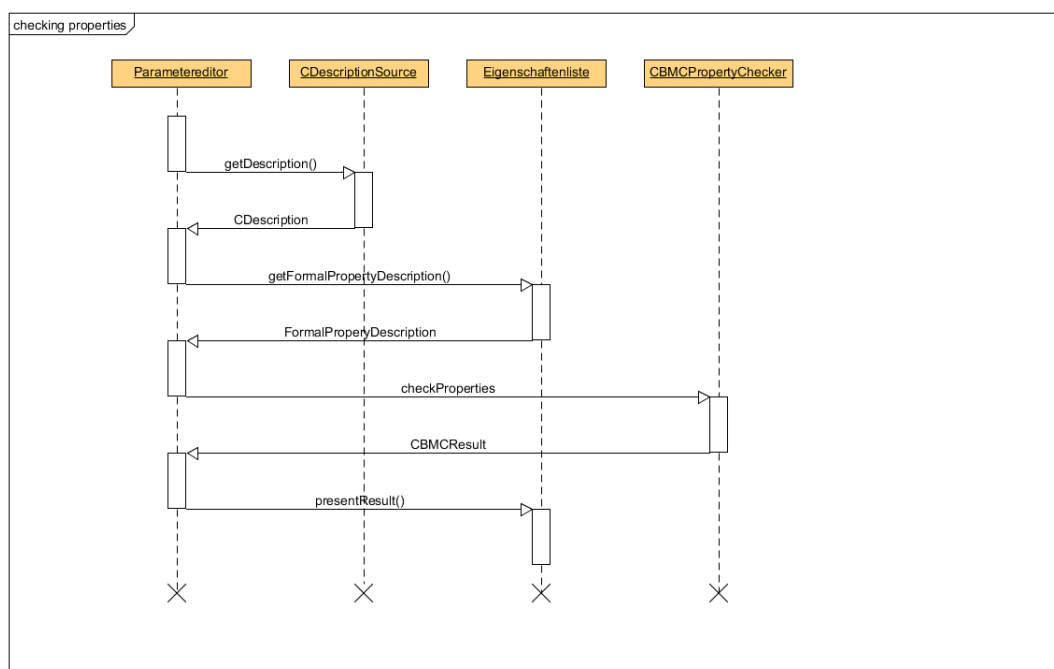 checking properties
Parametereditor
CDescriptionSource
Eigenschaftenliste
CBMCPropertyChecker
getDescription()
CDescription
getFormalPropertyDescription()
FormalProperyDescription
checkProperties
CBMCResult
presentResult()